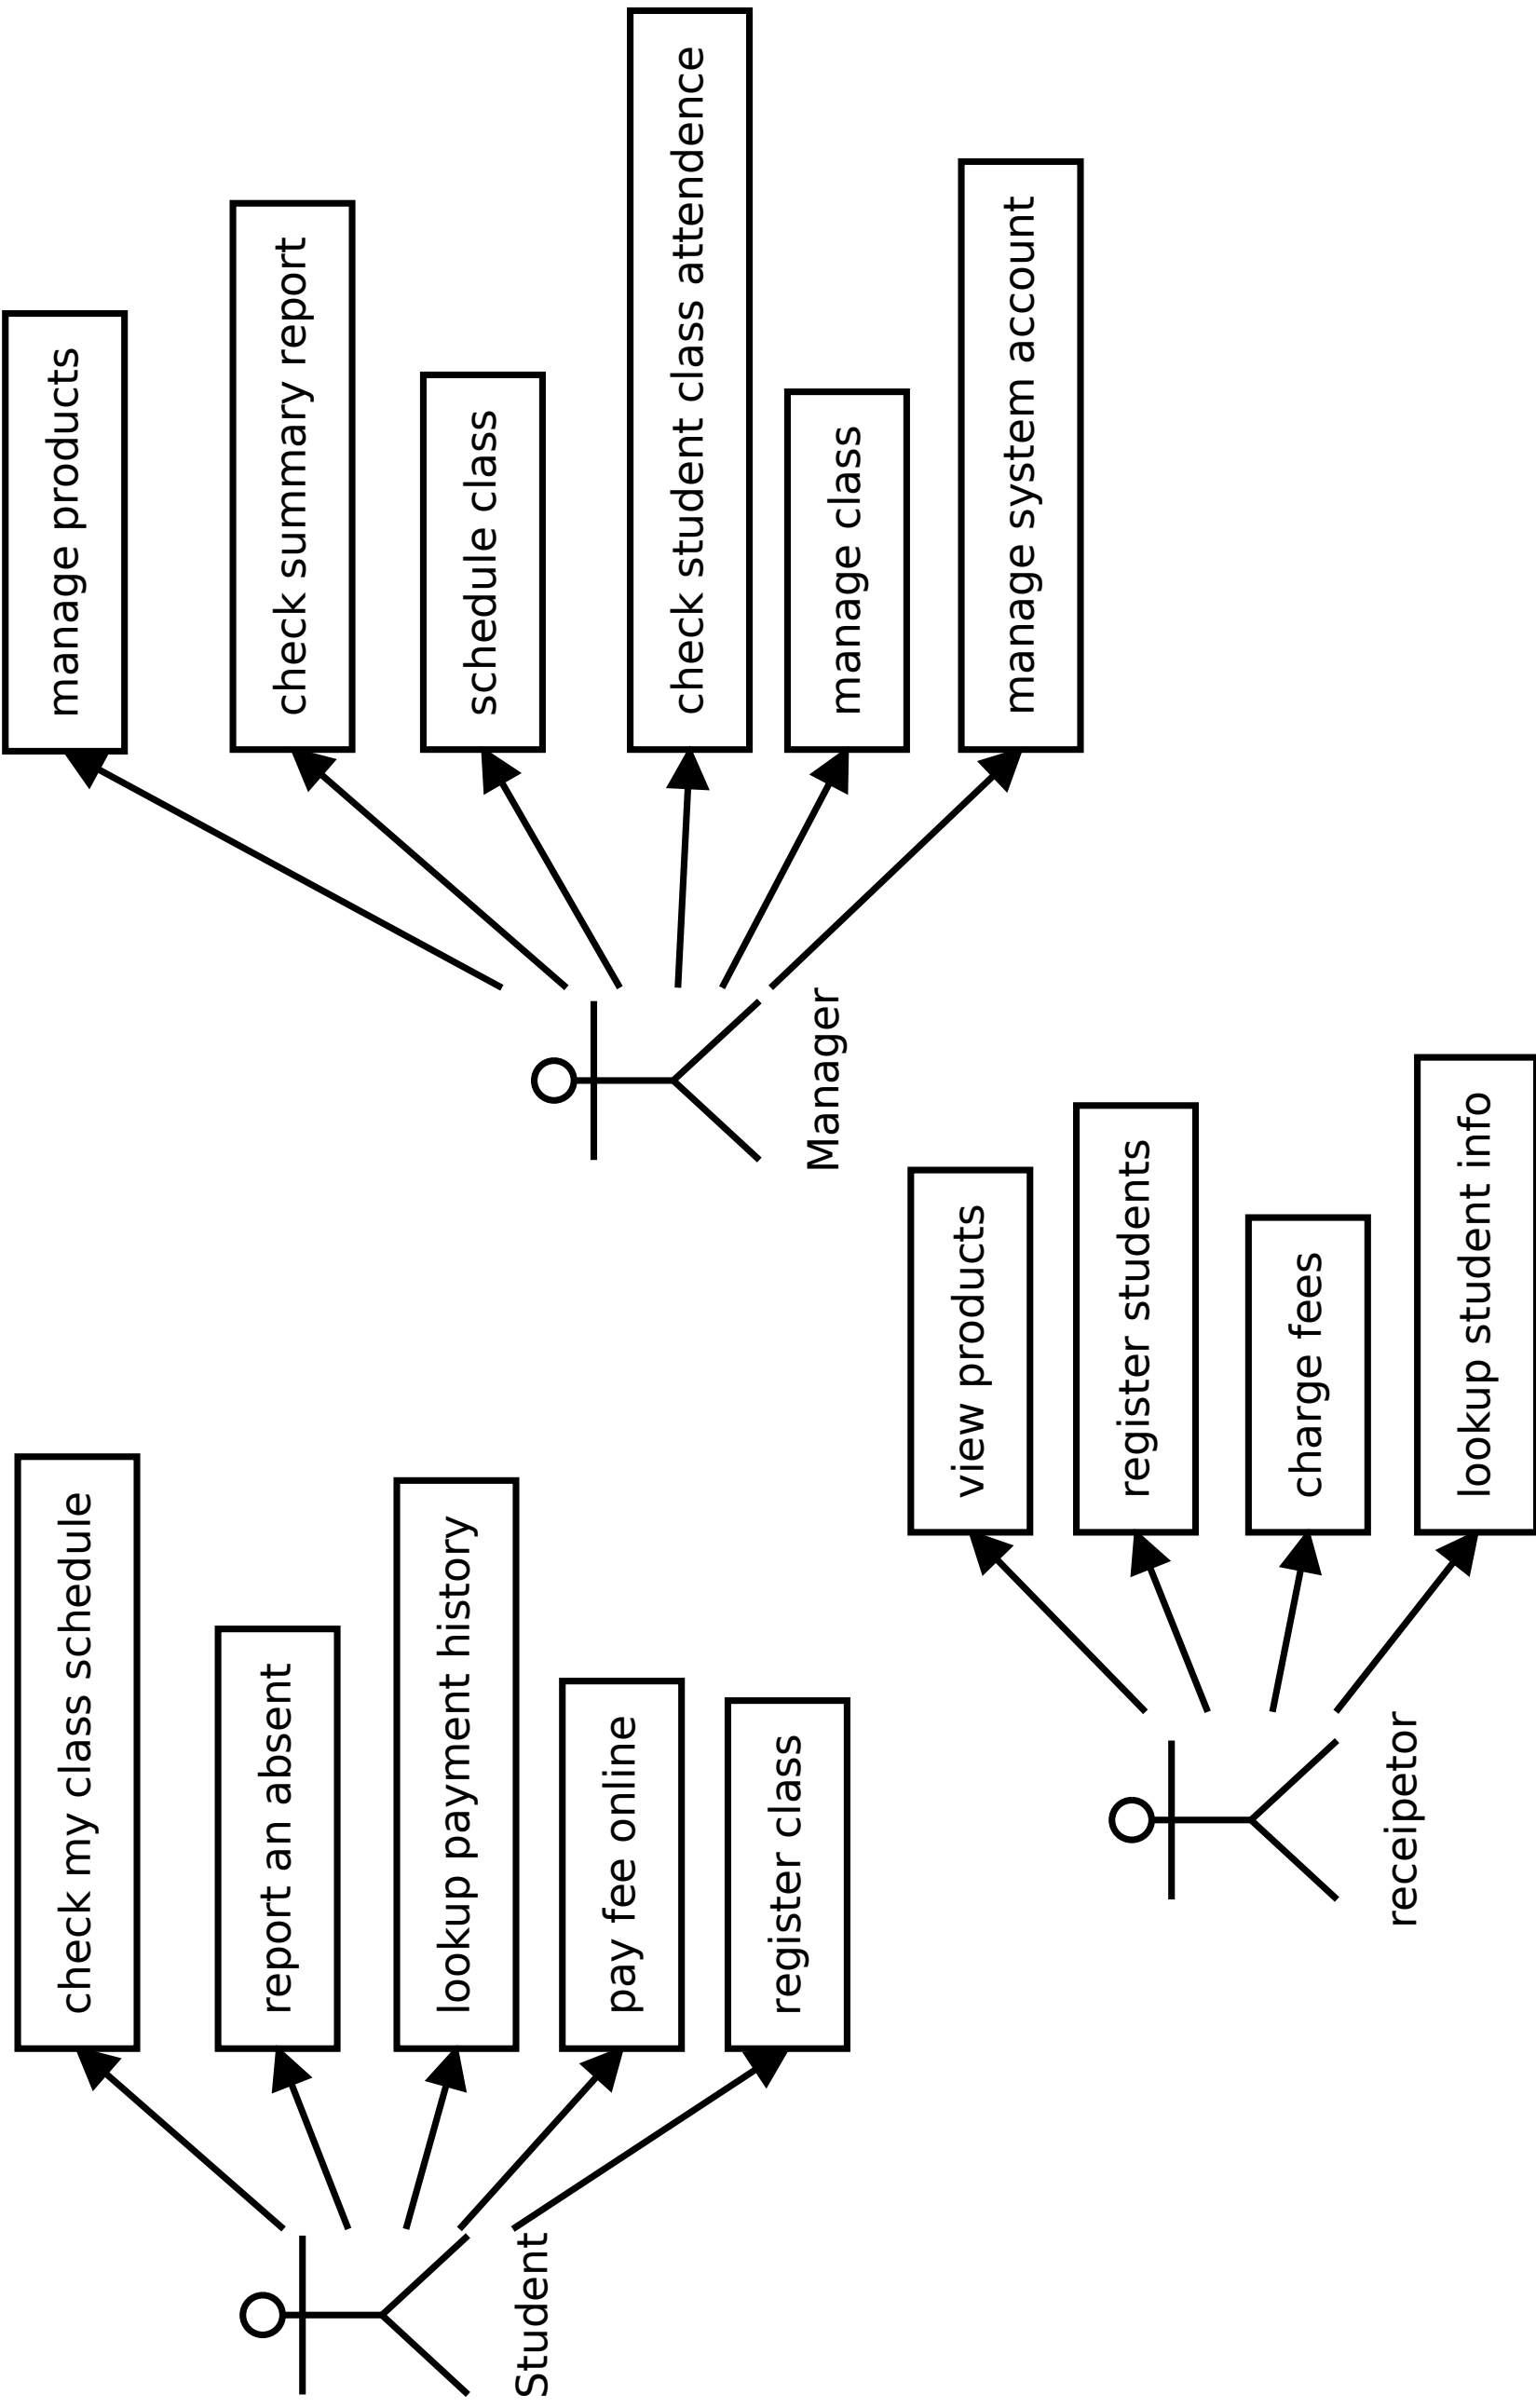 check my class schedule
report an absent
lookup payment history
pay fee online
register class
Student
manage products
check summary report
schedule class
check student class attendence
manage class
manage system account
Manager
view products
register students
charge fees
lookup student info
receipetor